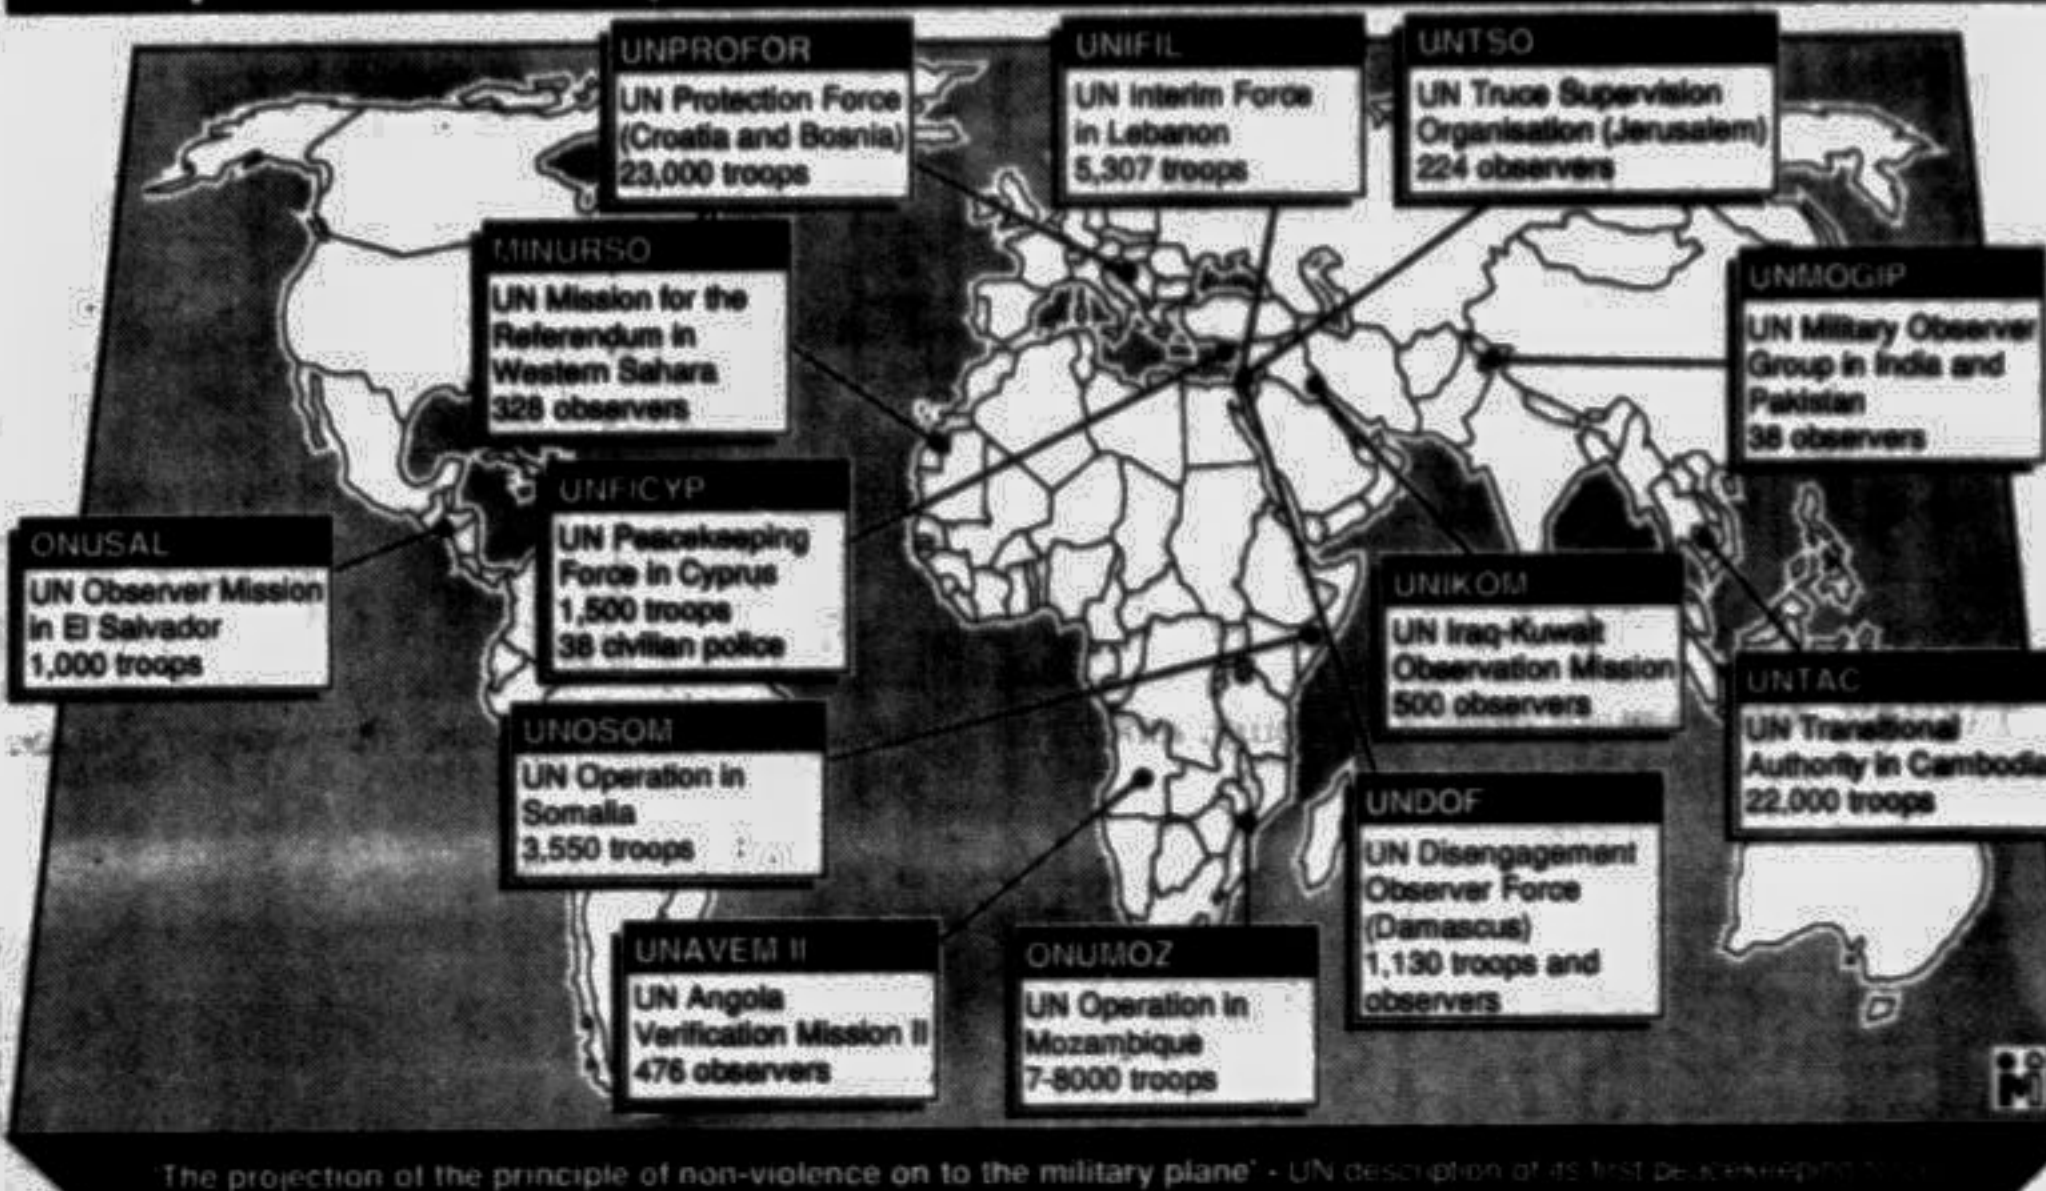 UNPROFOR
UN Protection Force
(Croatia and Bosnia)
23,000 troops
UNIFIL
UN Interim Force
in Lebanon
5,307 troops
UNTSO
UN Truce Supervision
Organisation (Jerusalem)
224 observers
MINURSO
UN Mission for the
Referendum in
Western Sahara
328 observers
UNMOGIP
UN Military Observer
Group in India and
Pakistan
38 observers
UNFICYP
UN Peacekeeping
Force in Cyprus
1,500 troops
38 civilian police
ONUSAL
UN Observer Mission
in El Salvador
1,000 troops
UNIKOM
UN Iraq-Kuwait
Observation Mission
500 observers
UNTAC
UN Transitional
Authority in Cambodia
22,000 troops
UNOSOM
UN Operation in
Somalia
3,550 troops
UNDOF
UN Disengagement
Observer Force
(Damascus)
1,130 troops and
observers
UNAVEM II
UN Angola
Verification Mission II
476 observers
ONUMOZ
UN Operation in
Mozambique
7-8000 troops
'The projection of the principle of non-violence on to the military plane' - UN description of its first peacekeeping